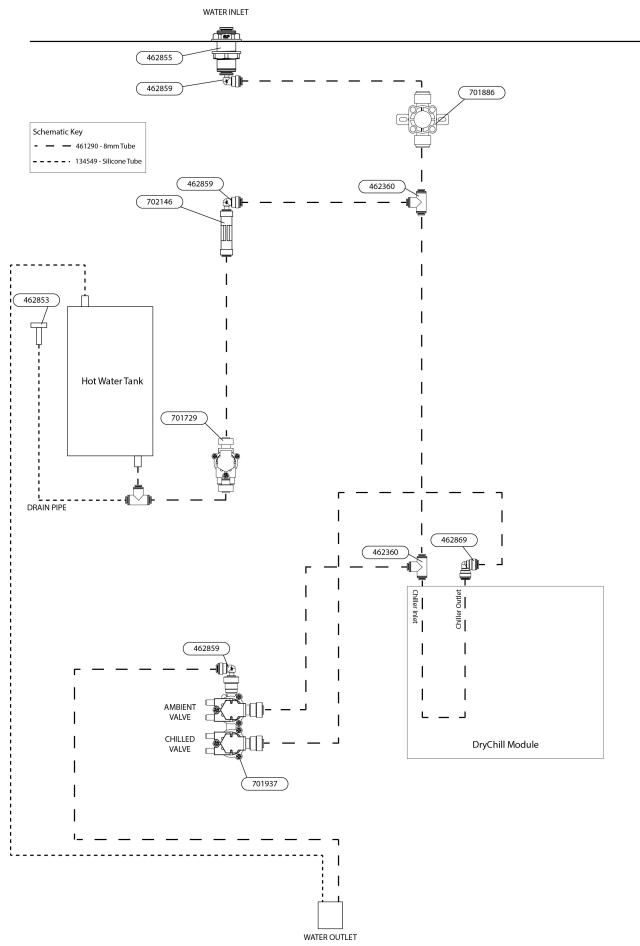 WATER INLET
462855
462859
701886
Schematic Key
461290 - 8mm Tube
134549 - Silicone Tube
462859
462360
702146
462853
Hot Water Tank
701729
DRAIN PIPE
462360
462869
Chiller Inlet
Chiller Outlet
462859
AMBIENT
VALVE
CHILLED
VALVE
DryChill Module
701937
WATER OUTLET